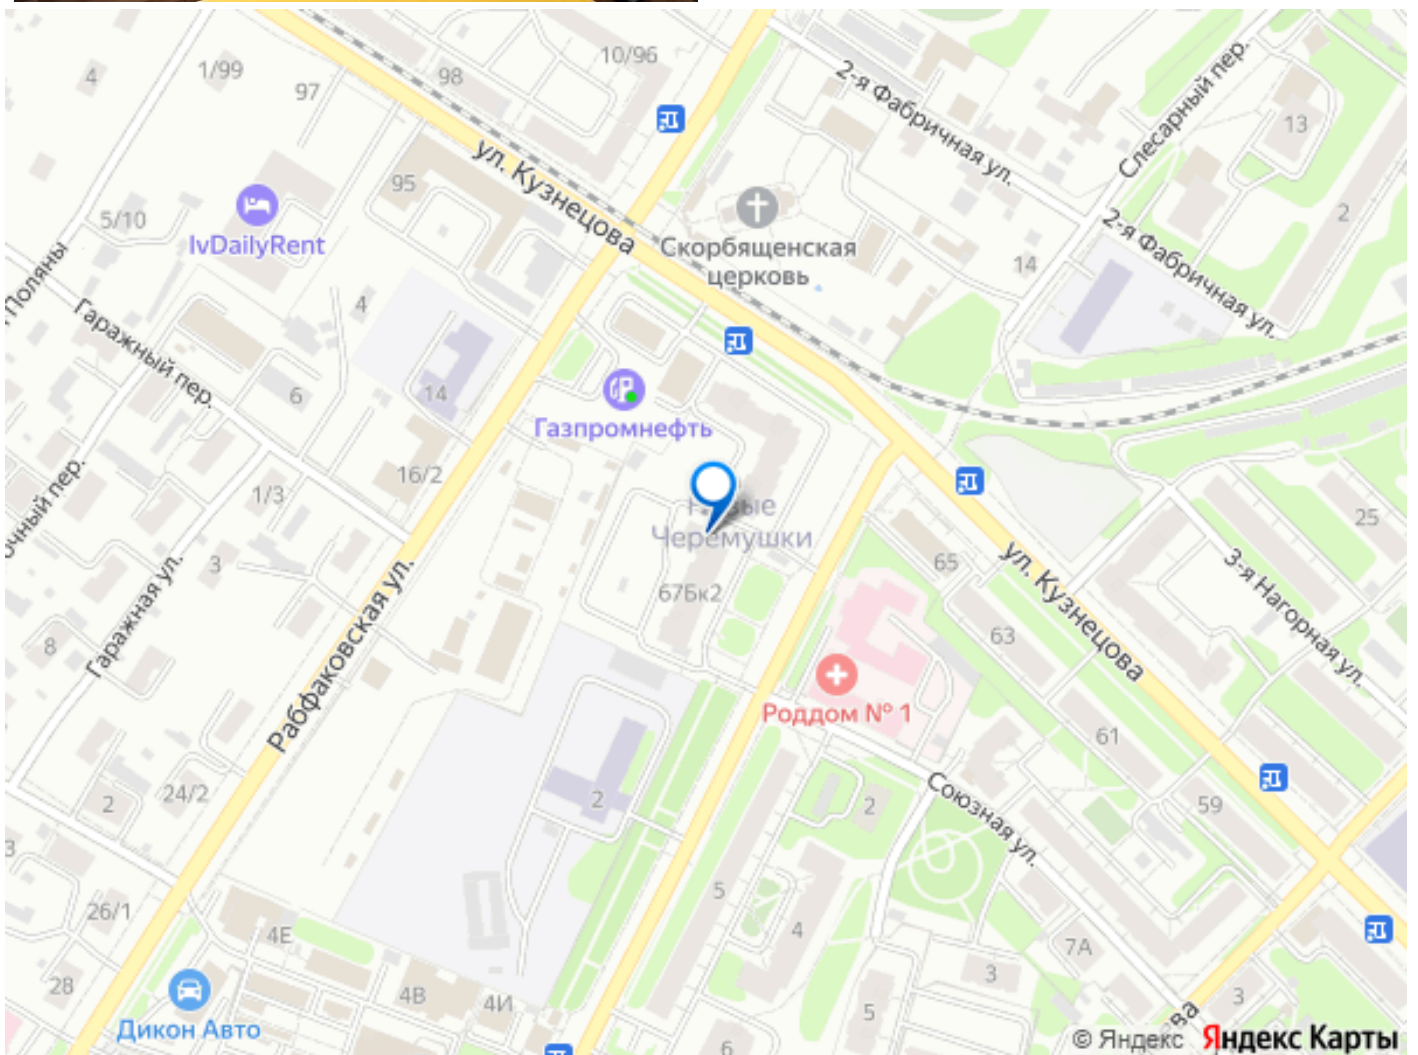 10/96
1/99
98
4
97
2-я Фабричная ул.
Слесарный пер.
13
ул. Кузнецова
95
5/10
IvDailyRent
Скорбященская
церковь
2
2-я Фабричная ул.
14
Поляны
Гаражный пер.
4
6
14
Газпромнефть
16/2
1/3
25
Черёмушки
67Бк2
65
ул. Кузнецова
3-я Нагорная ул.
3
Гаражная ул.
Рабфаковская ул.
8
63
Роддом № 1
61
2
24/2
2
2
Союзная ул.
59
3
5
4
26/1
4Е
7А
28
4В
4И
3
3
5
6
Дикон Авто
© Яндекс Яндекс Карты